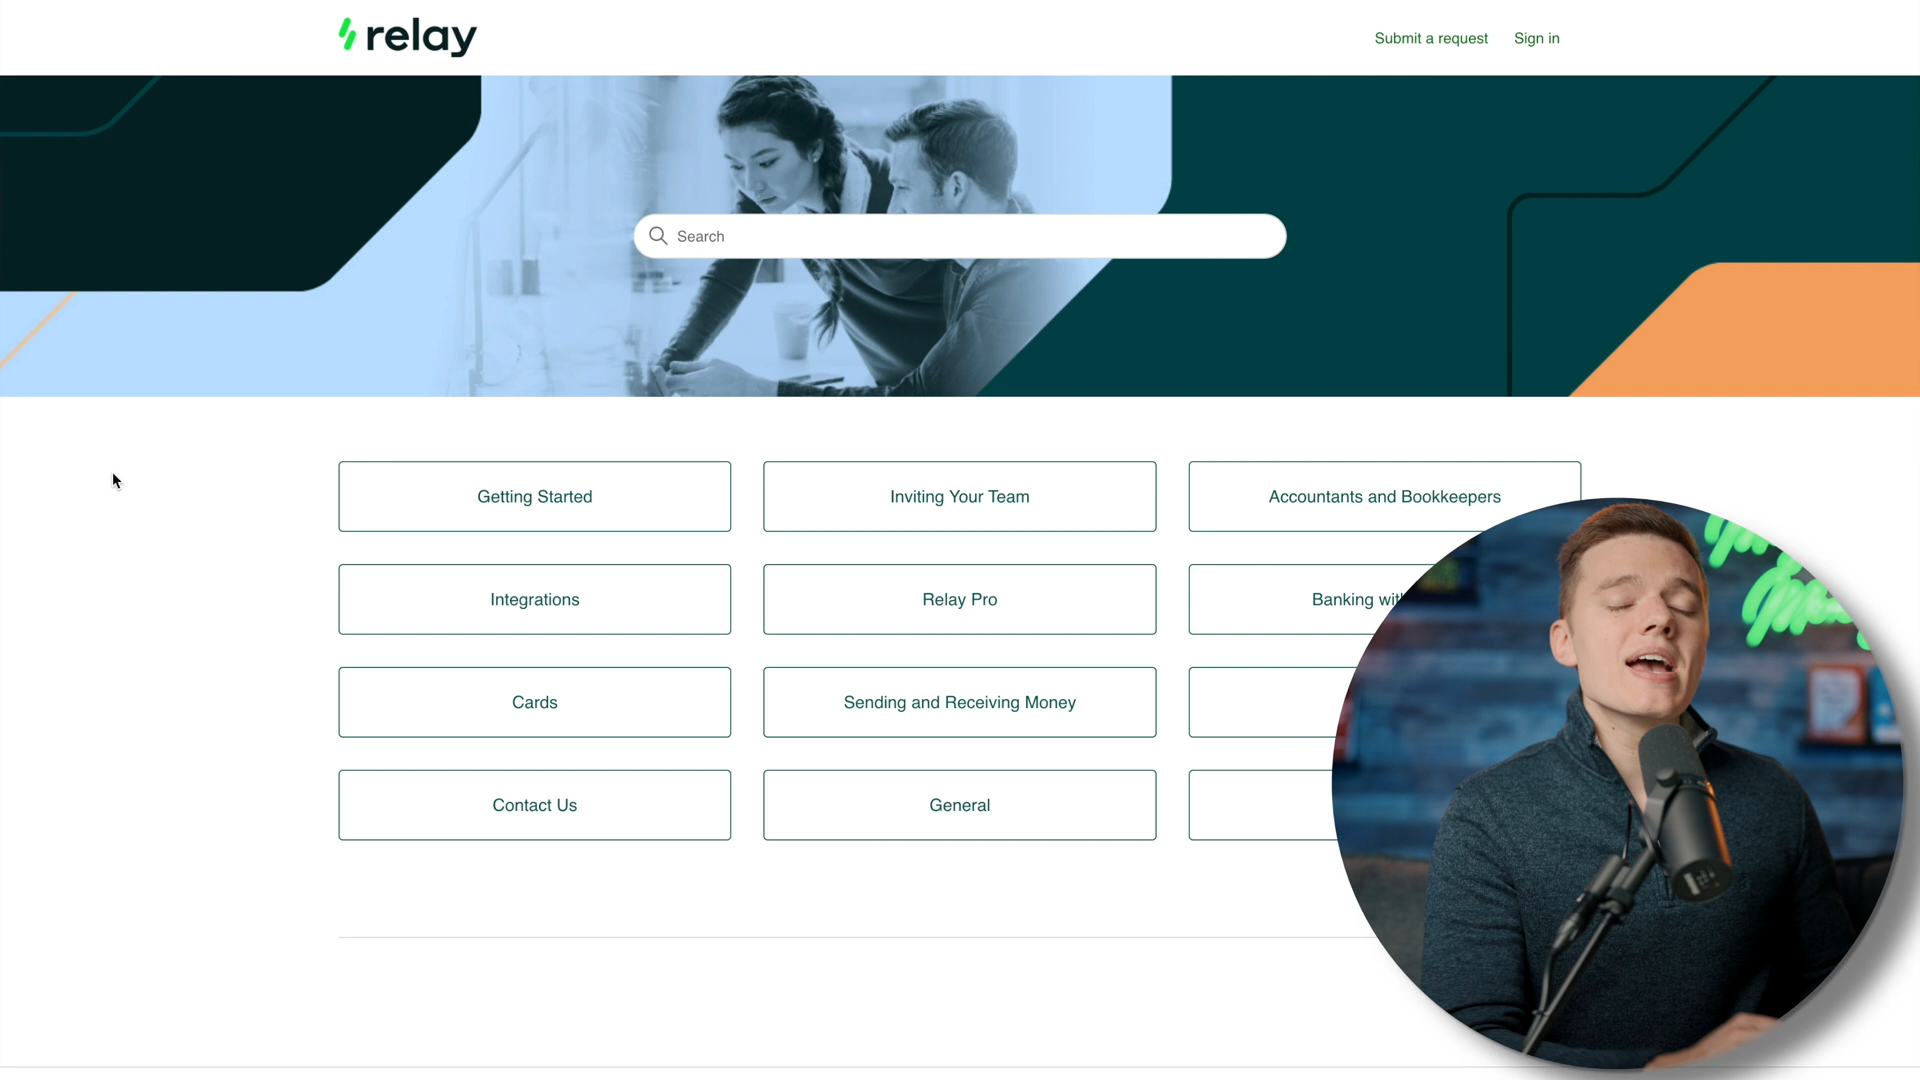 relay
Submit a request
Sign in
Search
Getting Started
Inviting Your Team
Accountants and Bookkeepers
Integrations
Relay Pro
Banking
Cards
Sending and Receiving Money
Contact Us
General